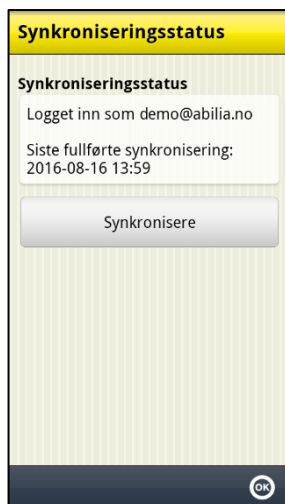 Synkroniseringsstatus
Synkroniseringsstatus
Logget inn som demo@abilia.no
Siste fullførte synkronisering:
2016-08-16 13:59
Synkronisere
OK